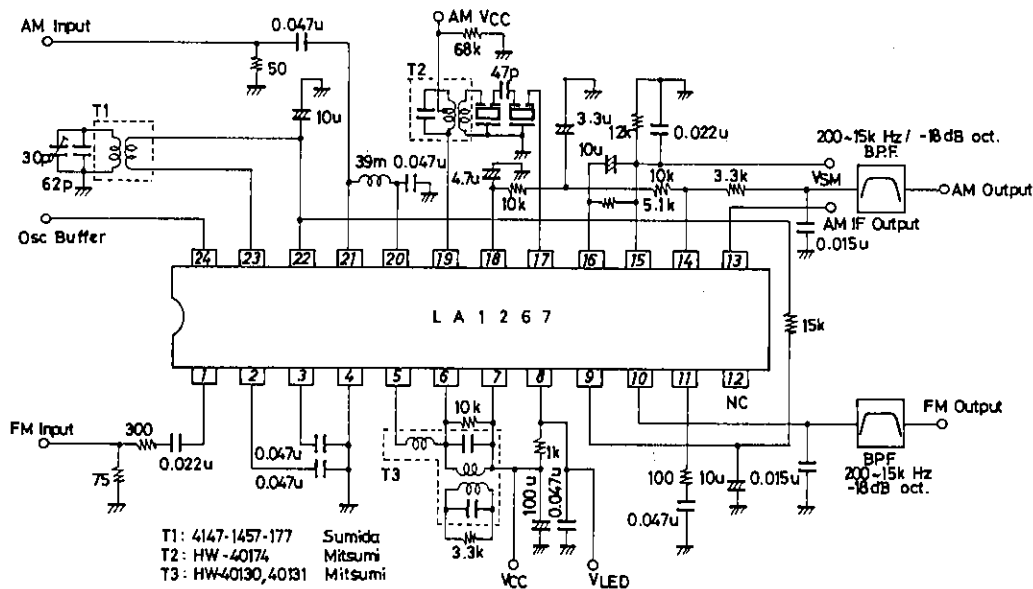 AM Input
0.047u
50
AM VCC
68k
T2
47p
T1
10u
30p
62p
39m
0.047u
4.7u
10k
3.3u
12k
0.022u
10u
10k
5.1k
3.3k
200~15k Hz / -18dB oct.
B.P.F.
VSM
AM Output
AM IF Output
0.015u
Osc Buffer
24
23
22
21
20
19
18
17
16
15
14
13
LA1267
15k
1
2
3
4
5
6
7
8
9
10
11
12
NC
FM Input
300
0.022u
75
0.047u
0.047u
T3
10k
3.3k
1k
100u
0.047u
VCC
VLED
100
0.047u
10u
0.015u
FM Output
B.P.F.
200~15k Hz
-18dB oct.
T1: 4147-1457-177 Sumida
T2: HW-40174 Mitsumi
T3: HW-40130,40131 Mitsumi